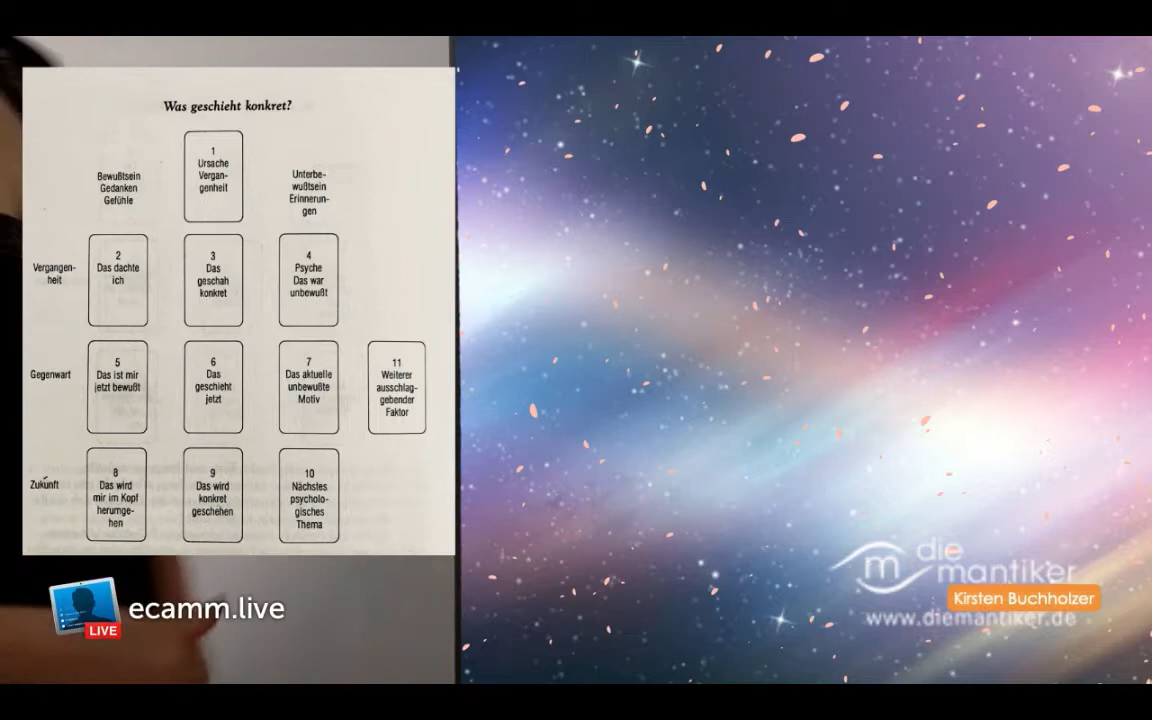 Was geschieht konkret?
1
Ursache
Vergan-
genheit
Bewußtsein
Gedanken
Gefühle
Unterbe-
wußtsein
Erinnerun-
gen
Vergangen-
heit
2
Das dachte
ich
3
Das
geschah
konkret
4
Psyche
Das war
unbewußt
Gegenwart
5
Das ist mir
jetzt bewußt
6
Das
geschieht
jetzt
7
Das aktuelle
unbewußte
Motiv
11
Weiterer
ausschlag-
gebender
Faktor
Zukunft
8
Das wird
mir im Kopf
herumge-
hen
9
Das wird
konkret
geschehen
10
Nächstes
psycholo-
gisches
Thema
LIVE
ecamm.live
m
die
mantiker
Kirsten Buchholzer
www.diemantiker.de